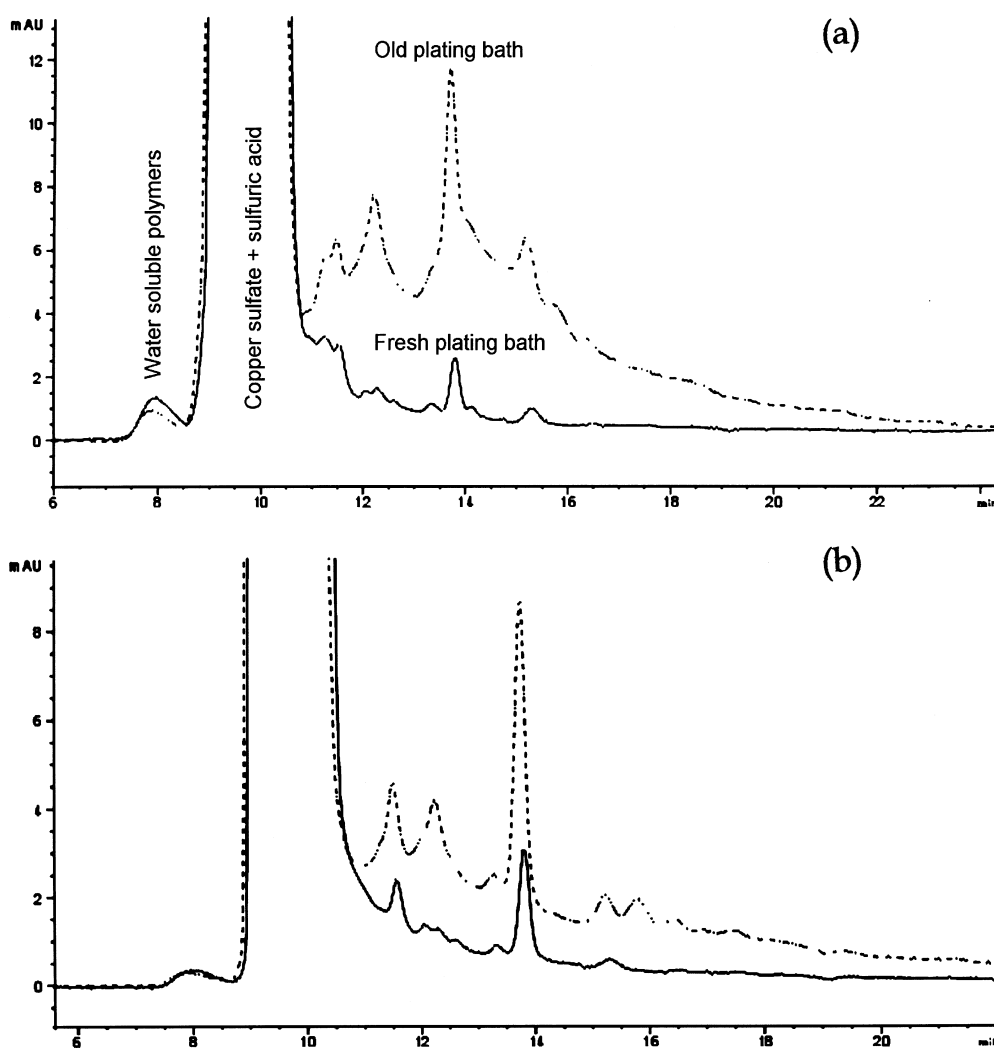 mAU
(a)
Old plating bath
12
10
8
6
4
2
0
Water soluble polymers
Copper sulfate + sulfuric acid
Fresh plating bath
6 8 10 12 14 16 18 20 22 min
mAU
(b)
8
6
4
2
0
6 8 10 12 14 16 18 20 mi